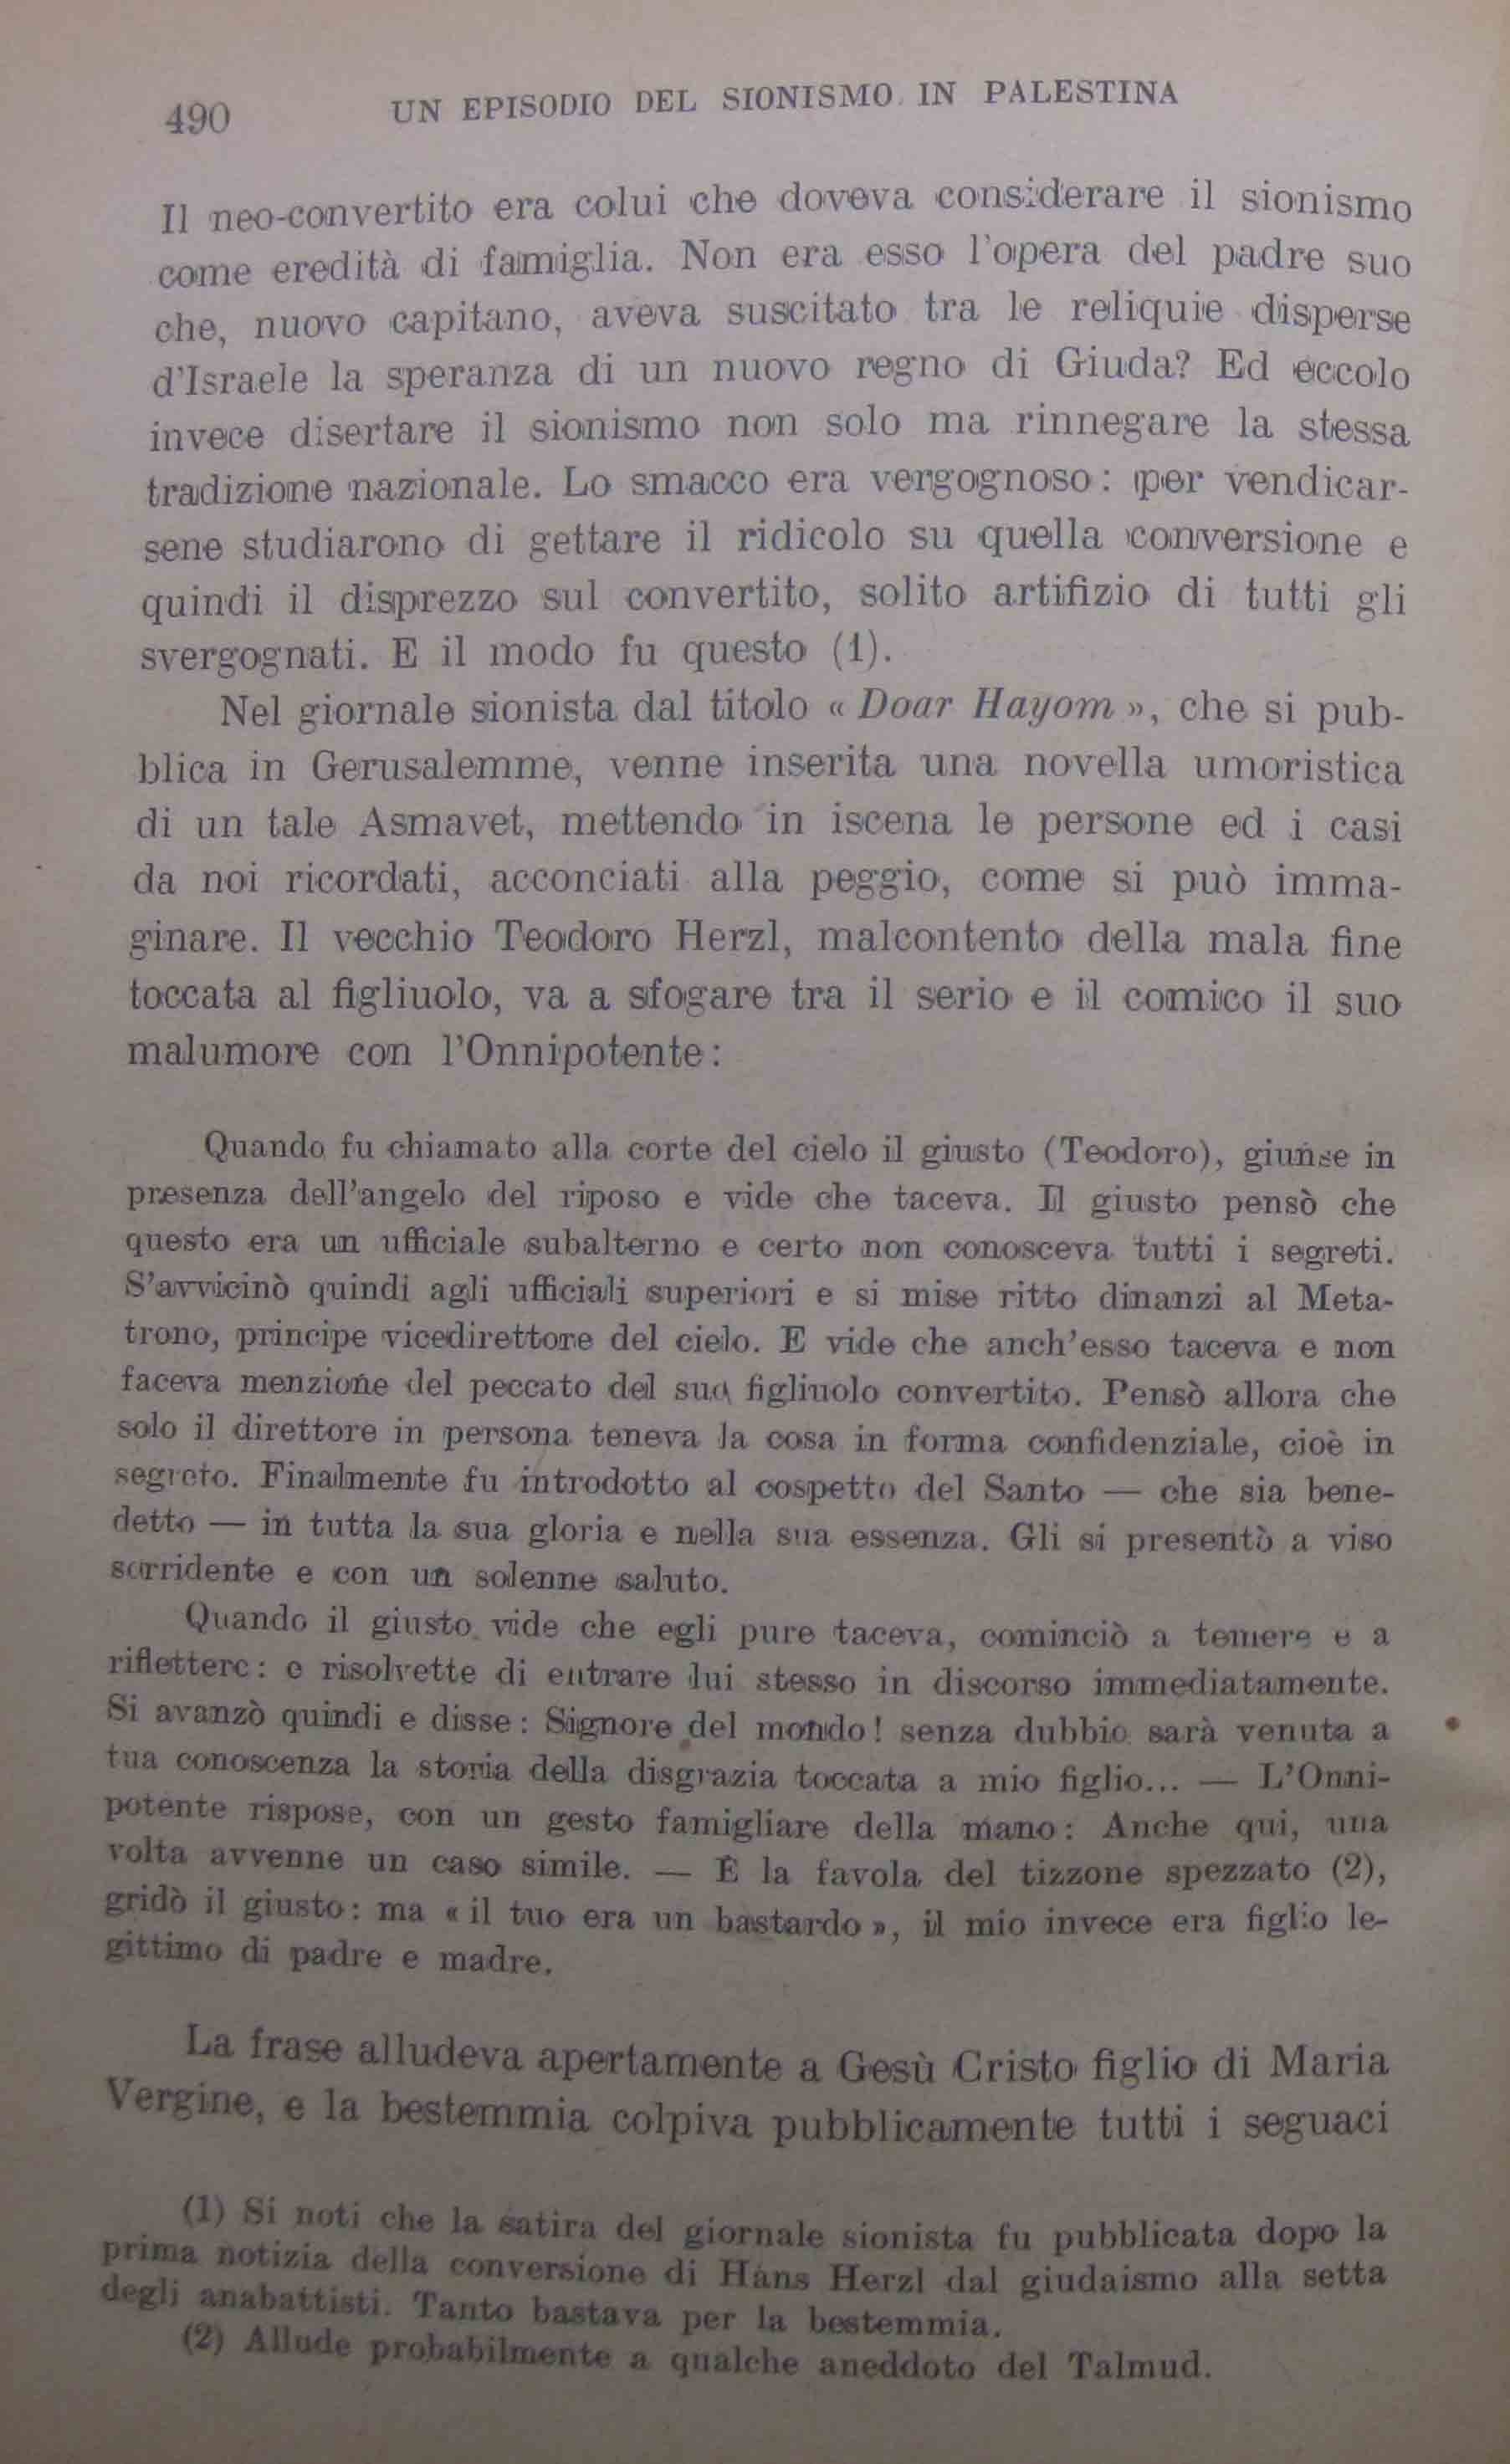 490
UN EPISODIO DEL SIONISMO IN PALESTINA
Il neo-convertito era colui che doveva considerare il sionismo
come eredità di famiglia. Non era esso l'opera del padre suo
che, nuovo capitano, aveva suscitato tra le reliquie disperse
d'Israele la speranza di un nuovo regno di Giuda? Ed eccolo
invece disertare il sionismo non solo ma rinnegare la stessa
tradizione nazionale. Lo smacco era vergognoso: per vendicar-
sene studiarono di gettare il ridicolo su quella conversione e
quindi il disprezzo sul convertito, solito artifizio di tutti gli
svergognati. E il modo fu questo (1).
Nel giornale sionista dal titolo « Doar Hayom », che si pub-
blica in Gerusalemme, venne inserita una novella umoristica
di un tale Asmavet, mettendo in iscena le persone ed i casi
da noi ricordati, acconciati alla peggio, come si può imma-
ginare. Il vecchio Teodoro Herzl, malcontento della mala fine
toccata al figliuolo, va a sfogare tra il serio e il comico il suo
malumore con l'Onnipotente:
Quando fu chiamato alla corte del cielo il giusto (Teodoro), giunse in
presenza dell'angelo del riposo e vide che taceva. Il giusto pensò che
questo era un ufficiale subalterno e certo non conosceva tutti i segreti.
S'avvicinò quindi agli ufficiali superiori e si mise ritto dinanzi al Meta-
trono, principe vicedirettore del cielo. E vide che anch'esso taceva e non
faceva menzione del peccato del suo figliuolo convertito. Pensò allora che
solo il direttore in persona teneva la cosa in forma confidenziale, cioè in
segreto. Finalmente fu introdotto al cospetto del Santo — che sia bene-
detto — in tutta la sua gloria e nella sua essenza. Gli si presentò a viso
sorridente e con un solenne saluto.
Quando il giusto vide che egli pure taceva, cominciò a temere e a
riflettere: e risolvette di entrare lui stesso in discorso immediatamente.
Si avanzò quindi e disse: Signore del mondo! senza dubbio sarà venuta a
tua conoscenza la storia della disgrazia toccata a mio figlio... — L'Onni-
potente rispose, con un gesto famigliare della mano: Anche qui, una
volta avvenne un caso simile. — È la favola del tizzone spezzato (2),
gridò il giusto: ma « il tuo era un bastardo », il mio invece era figlio le-
gittimo di padre e madre.
La frase alludeva apertamente a Gesù Cristo figlio di Maria
Vergine, e la bestemmia colpiva pubblicamente tutti i seguaci
(1) Si noti che la satira del giornale sionista fu pubblicata dopo la
prima notizia della conversione di Hans Herzl dal giudaismo alla setta
degli anabattisti. Tanto bastava per la bestemmia.
(2) Allude probabilmente a qualche aneddoto del Talmud.